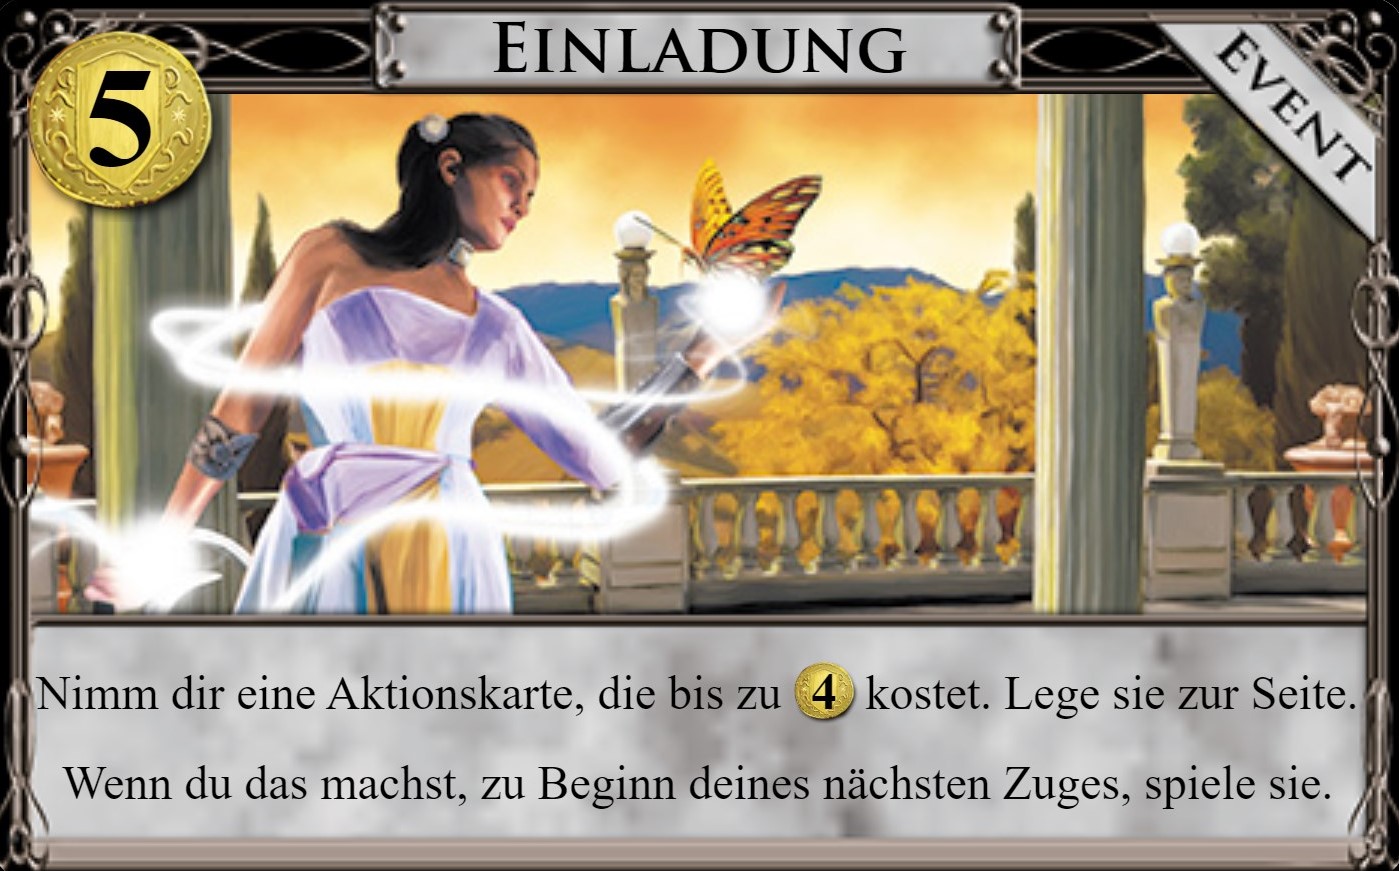 EINLADUNG
5
EVENT
Nimm dir eine Aktionskarte, die bis zu 4 kostet. Lege sie zur Seite.
Wenn du das machst, zu Beginn deines nächsten Zuges, spiele sie.